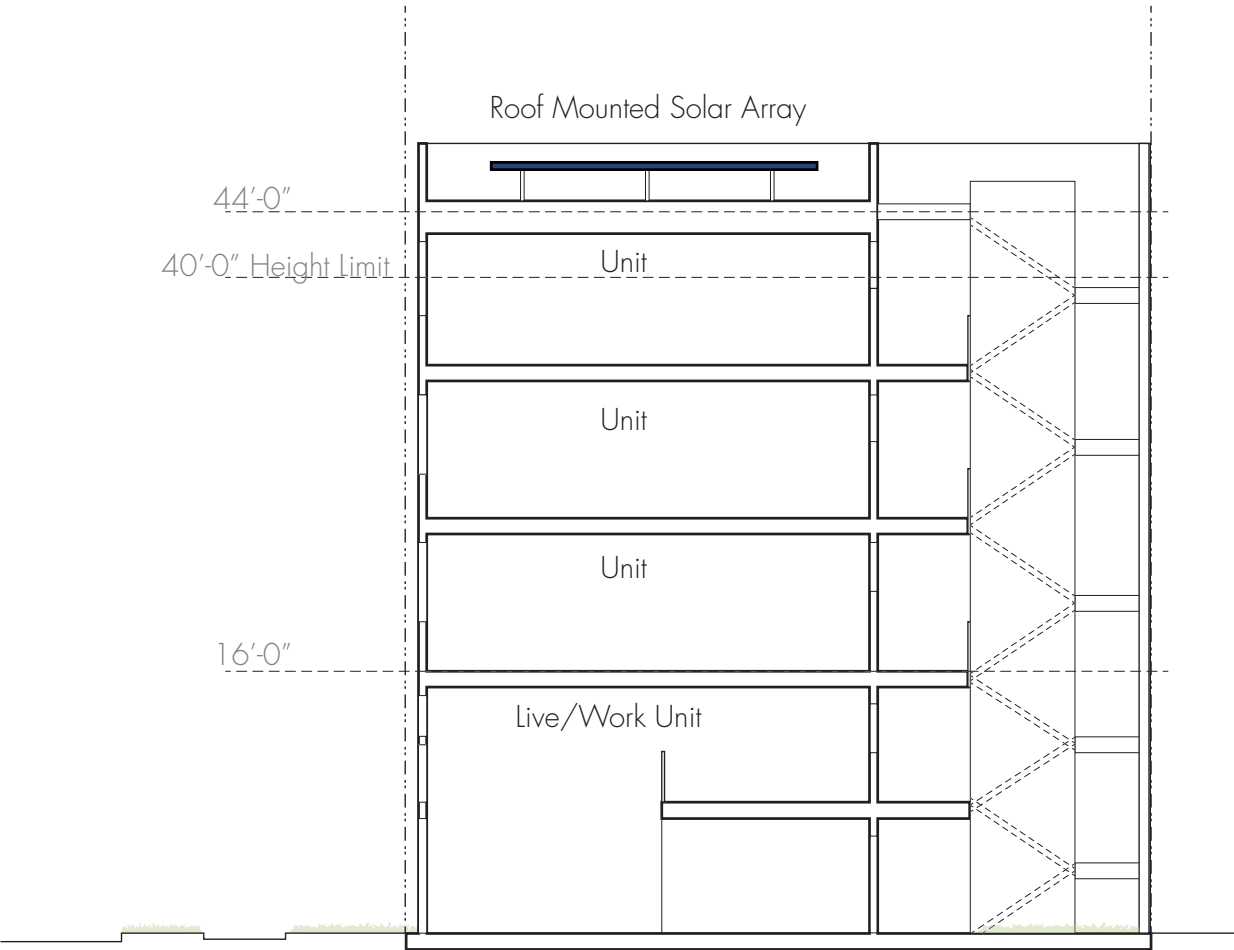 Roof Mounted Solar Array
44’-0”
40’-0” Height Limit
Unit
Unit
Unit
16’-0”
Live/Work Unit